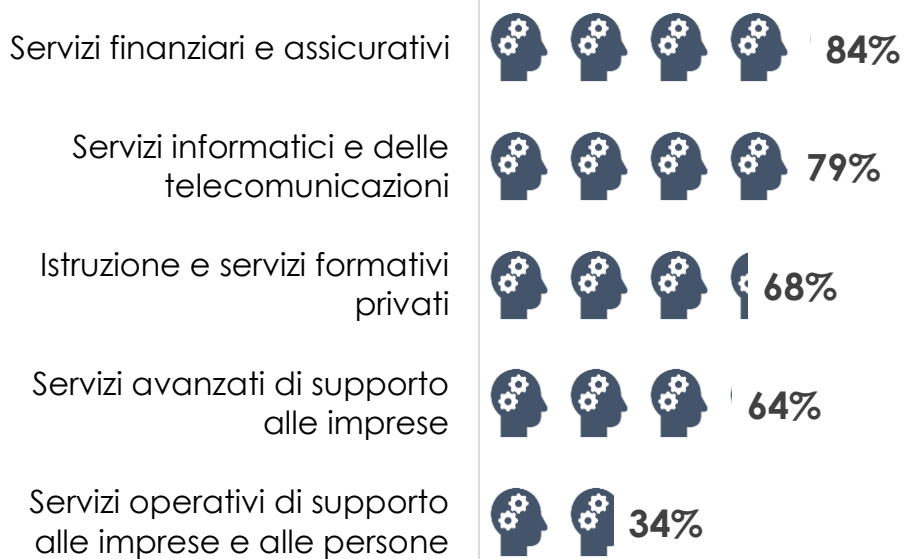 Servizi finanziari e assicurativi 84%
Servizi informatici e delle
telecomunicazioni 79%
Istruzione e servizi formativi
privati 68%
Servizi avanzati di supporto
alle imprese 64%
Servizi operativi di supporto
alle imprese e alle persone 34%